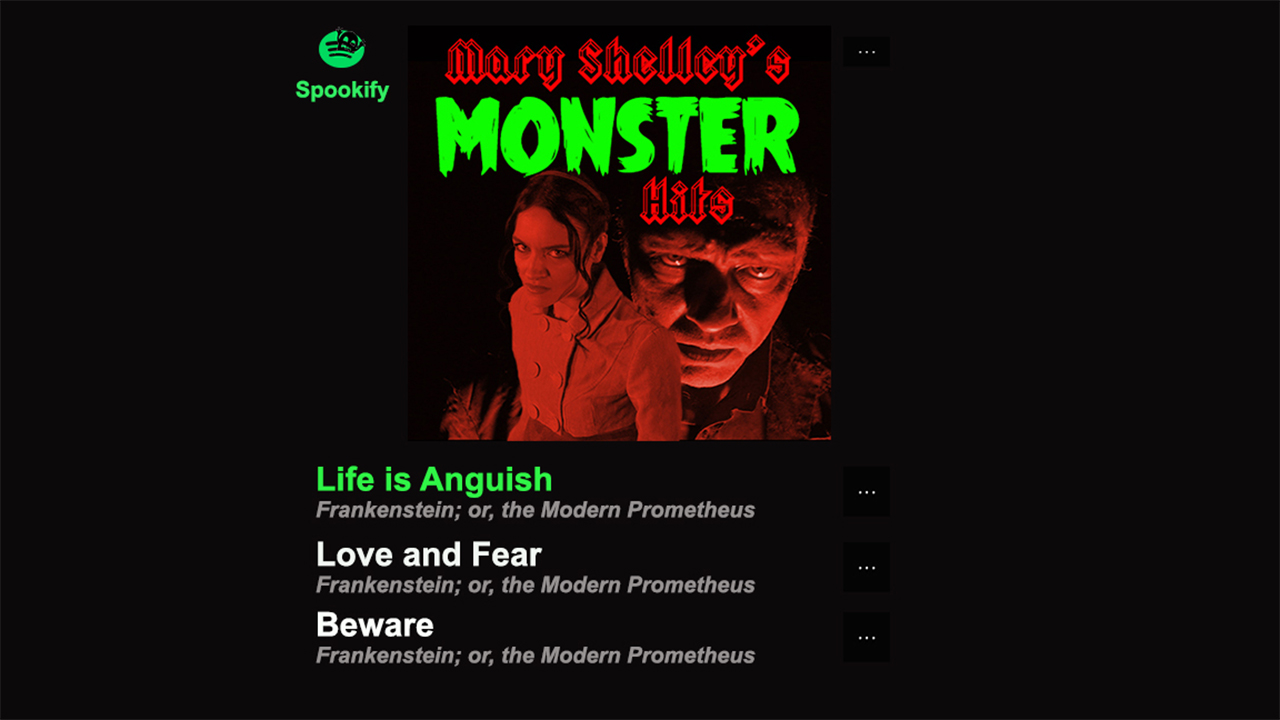 Spookify
Mary Shelley's
MONSTER
Hits
...
Life is Anguish
Frankenstein; or, the Modern Prometheus
...
Love and Fear
Frankenstein; or, the Modern Prometheus
...
Beware
Frankenstein; or, the Modern Prometheus
...